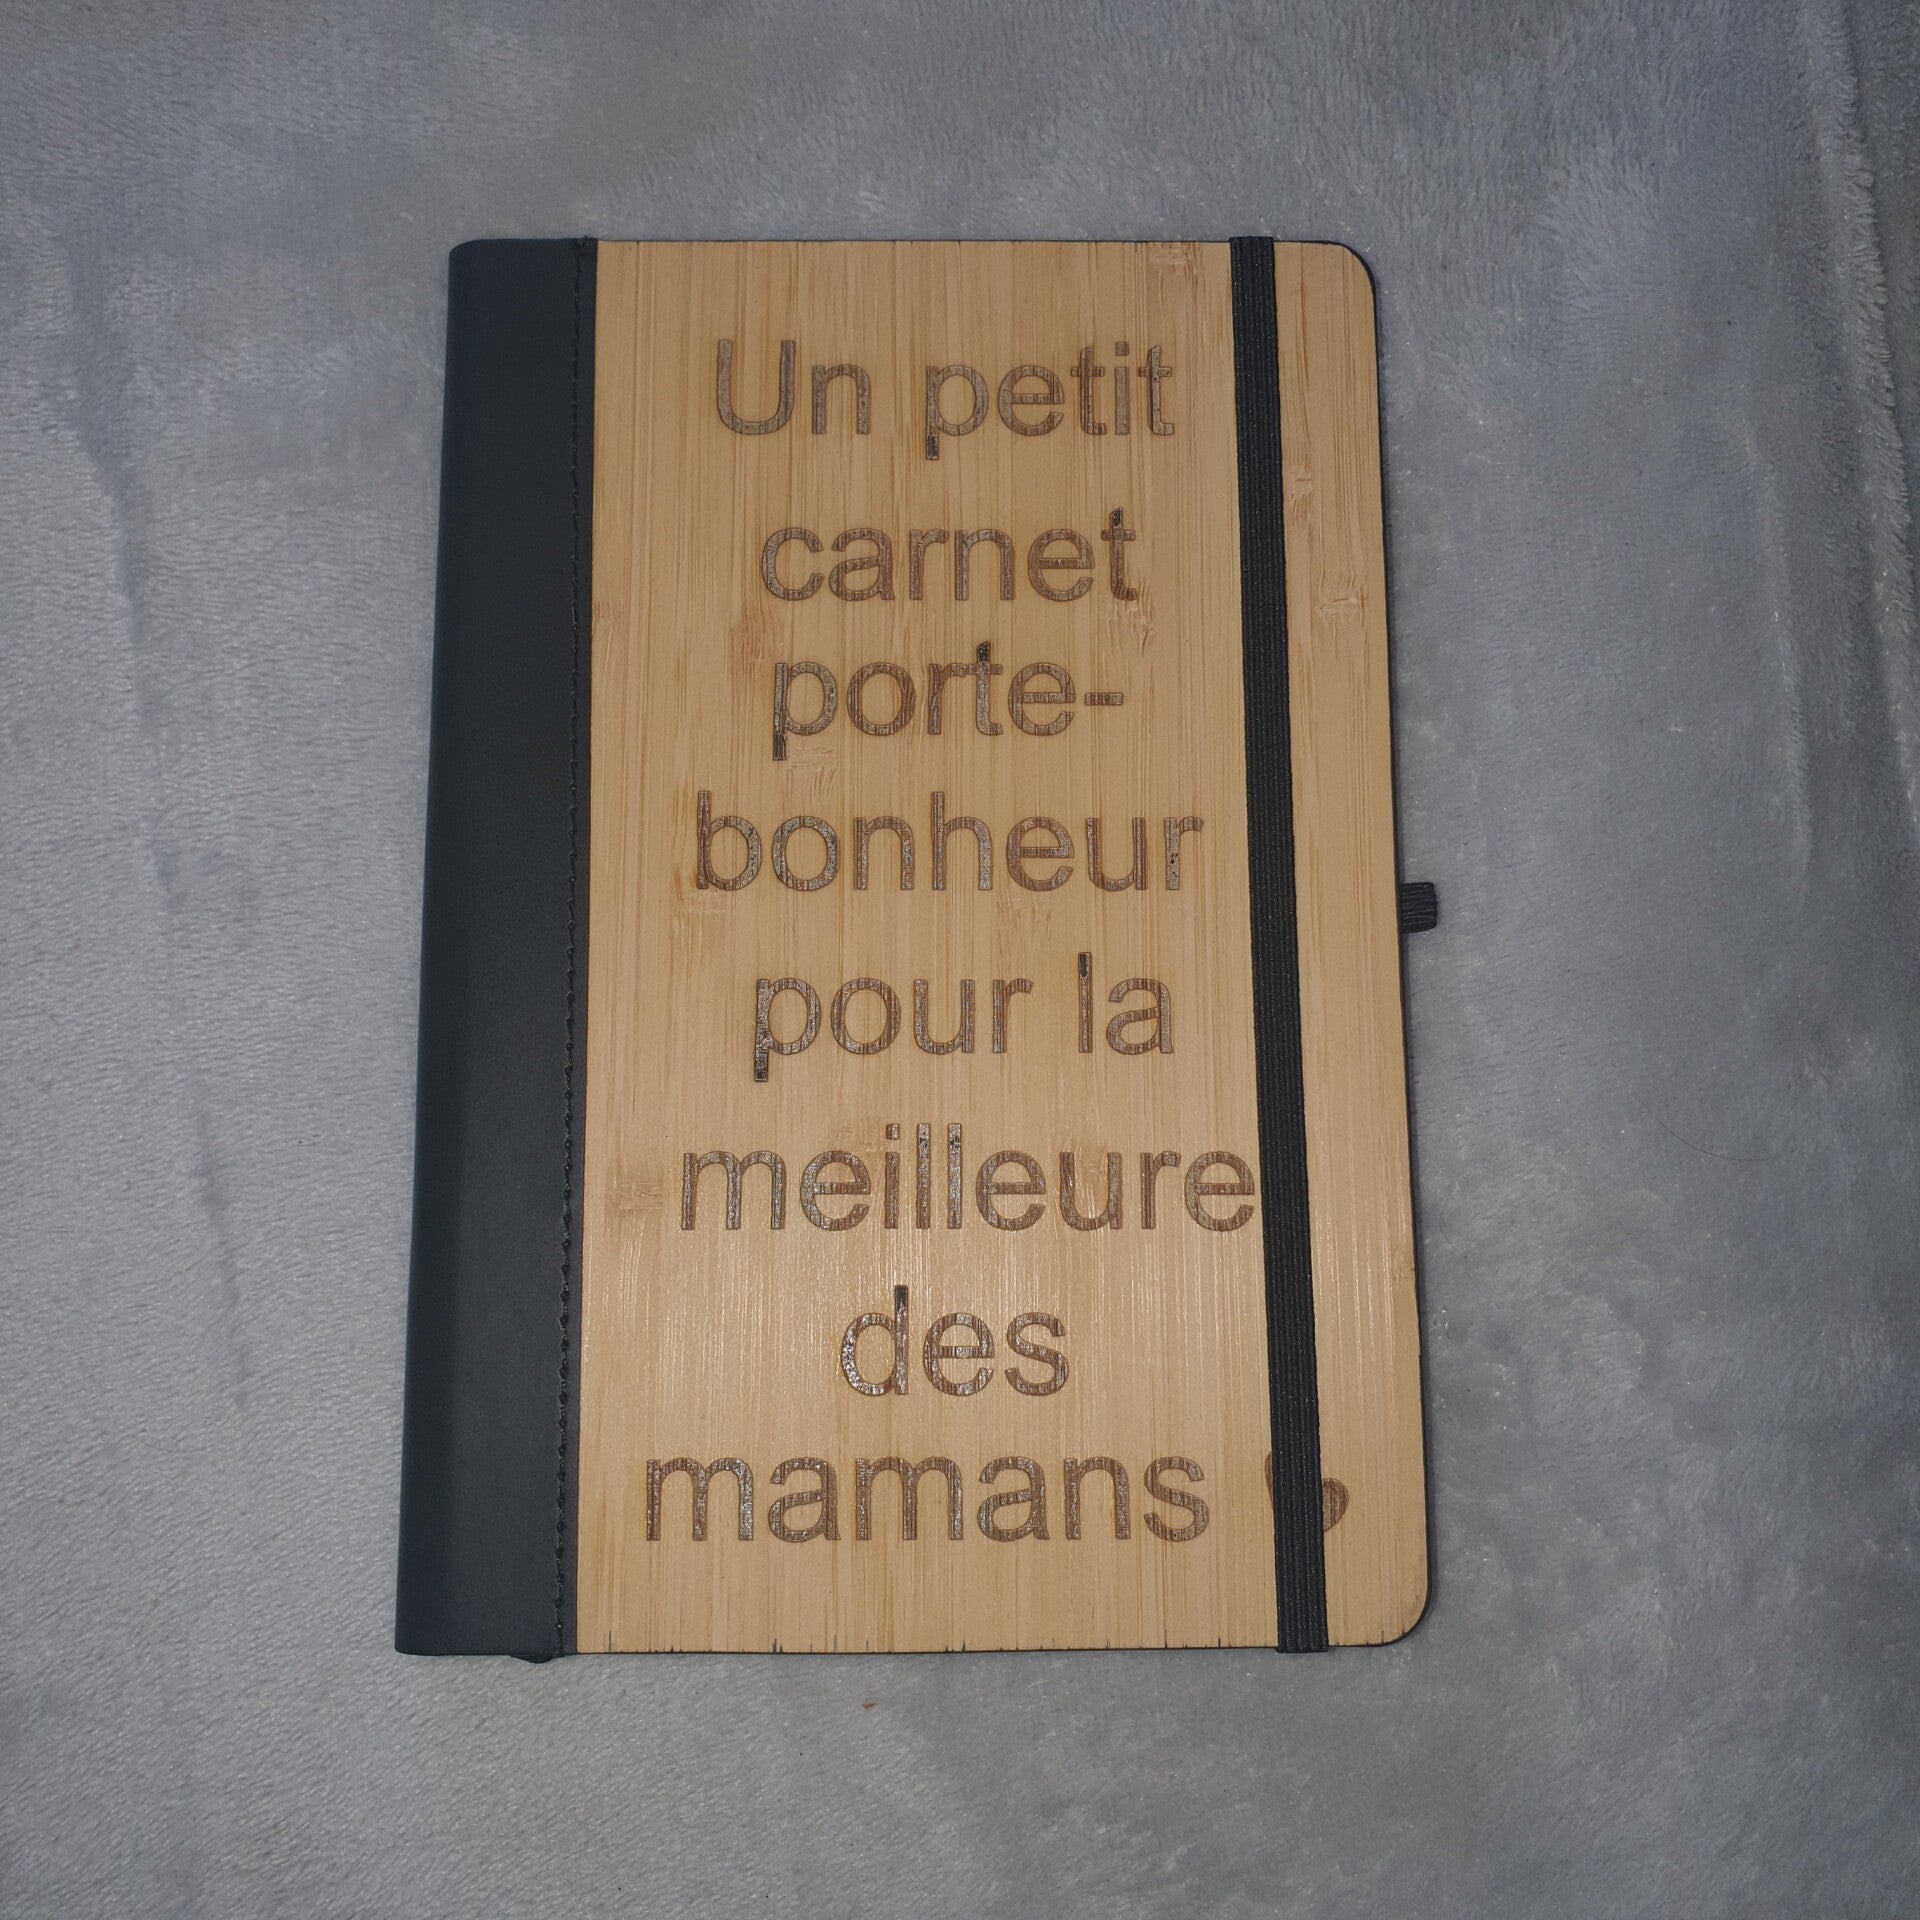 Un petit
carnet
porte-
bonheur
pour la
meilleure
des
mamans